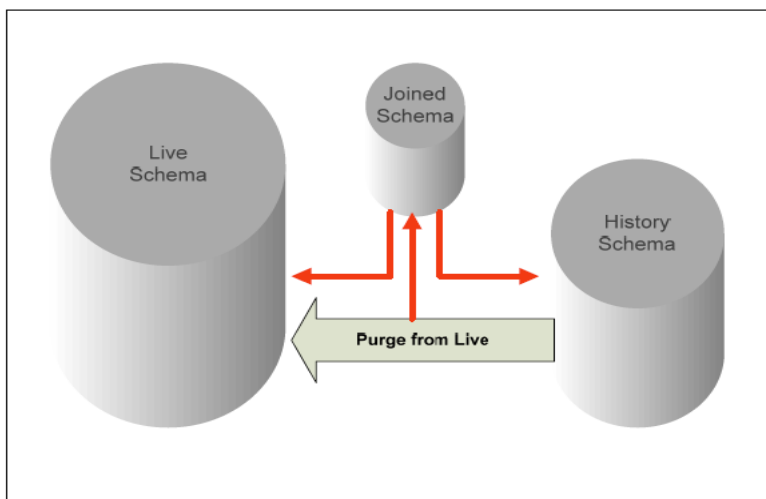 Joined
Schema
Live
Schema
History
Schema
Purge from Live